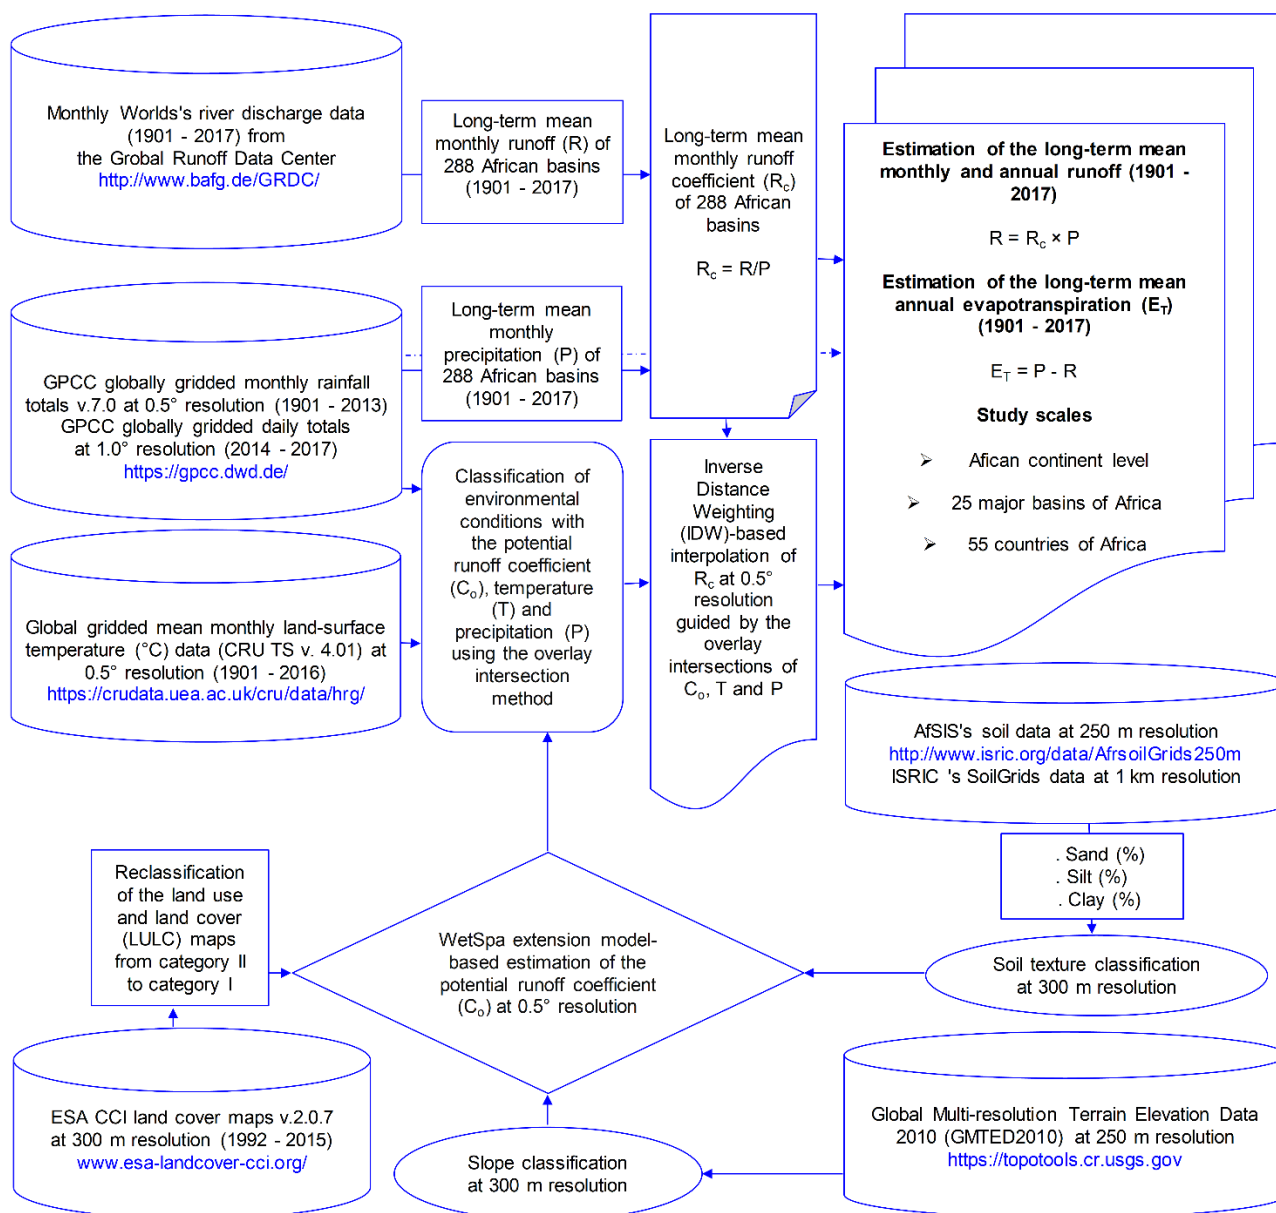 Monthly Worlds's river discharge data
(1901 - 2017) from
the Grobal Runoff Data Center
http://www.bafg.de/GRDC/
Long-term mean
monthly runoff (R) of
288 African basins
(1901 - 2017)
Long-term mean
monthly runoff
coefficient (Rc)
of 288 African
basins
Rc = R/P
Estimation of the long-term mean
monthly and annual runoff (1901 -
2017)
R = Rc × P
Estimation of the long-term mean
annual evapotranspiration (ET)
(1901 - 2017)
ET = P - R
Study scales
➢ Afican continent level
➢ 25 major basins of Africa
➢ 55 countries of Africa
GPCC globally gridded monthly rainfall
totals v.7.0 at 0.5° resolution (1901 - 2013)
GPCC globally gridded daily totals
at 1.0° resolution (2014 - 2017)
https://gpcc.dwd.de/
Long-term mean
monthly
precipitation (P) of
288 African basins
(1901 - 2017)
Classification of
environmental
conditions with
the potential
runoff coefficient
(Co), temperature
(T) and
precipitation (P)
using the overlay
intersection
method
Inverse
Distance
Weighting
(IDW)-based
interpolation of
Rc at 0.5°
resolution
guided by the
overlay
intersections of
Co, T and P
Global gridded mean monthly land-surface
temperature (°C) data (CRU TS v. 4.01) at
0.5° resolution (1901 - 2016)
https://crudata.uea.ac.uk/cru/data/hrg/
AfSIS's soil data at 250 m resolution
http://www.isric.org/data/AfrsoilGrids250m
ISRIC 's SoilGrids data at 1 km resolution
. Sand (%)
. Silt (%)
. Clay (%)
Soil texture classification
at 300 m resolution
Reclassification
of the land use
and land cover
(LULC) maps
from category II
to category I
WetSpa extension model-
based estimation of the
potential runoff coefficient
(Co) at 0.5° resolution
ESA CCI land cover maps v.2.0.7
at 300 m resolution (1992 - 2015)
www.esa-landcover-cci.org/
Slope classification
at 300 m resolution
Global Multi-resolution Terrain Elevation Data
2010 (GMTED2010) at 250 m resolution
https://topotools.cr.usgs.gov